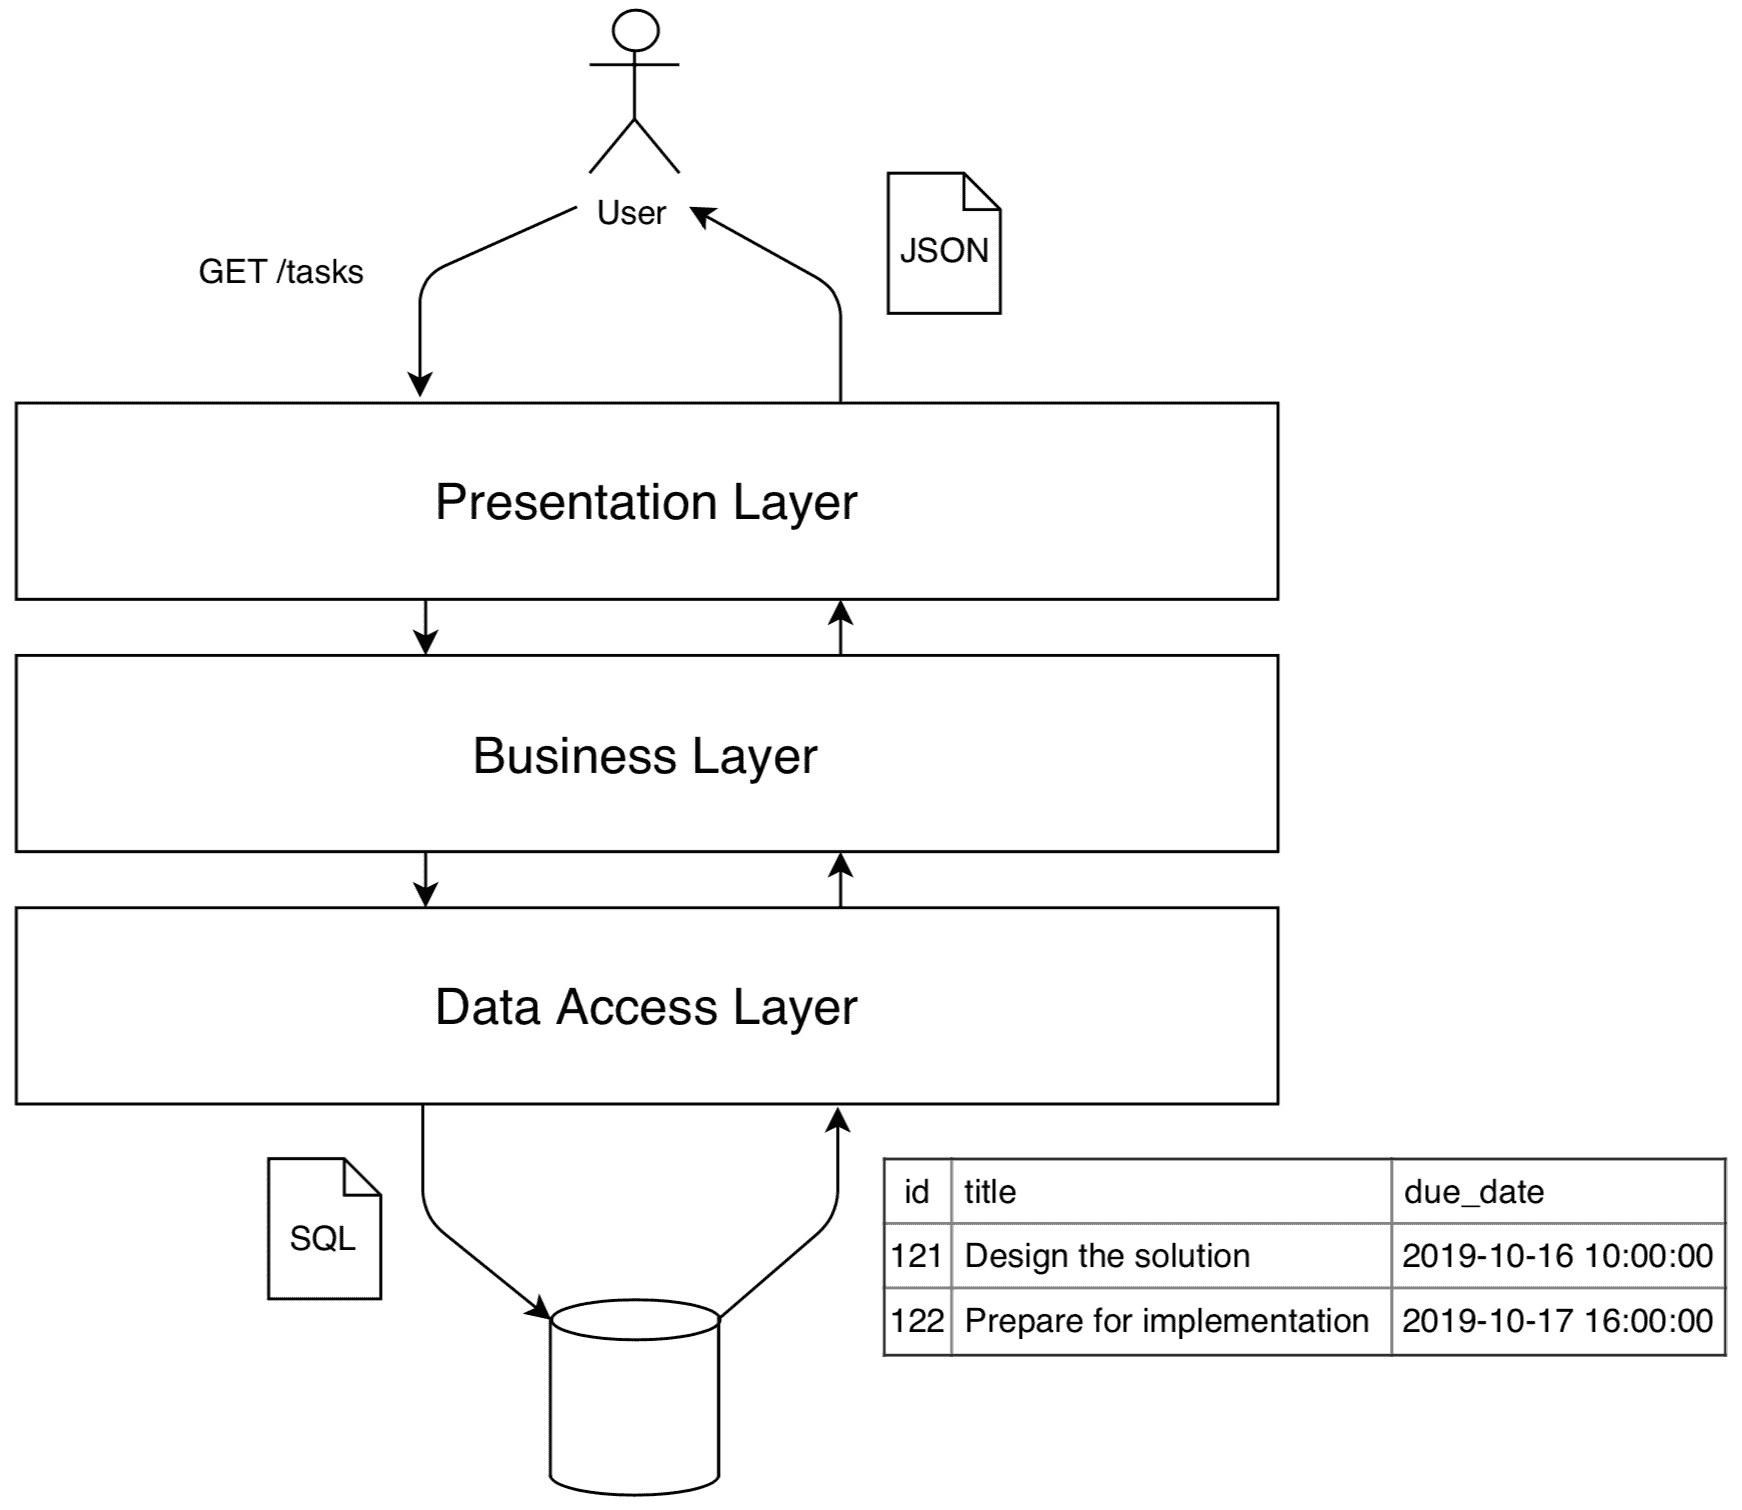 User
GET /tasks
JSON
Presentation Layer
Business Layer
Data Access Layer
SQL
id title due_date
121 Design the solution 2019-10-16 10:00:00
122 Prepare for implementation 2019-10-17 16:00:00